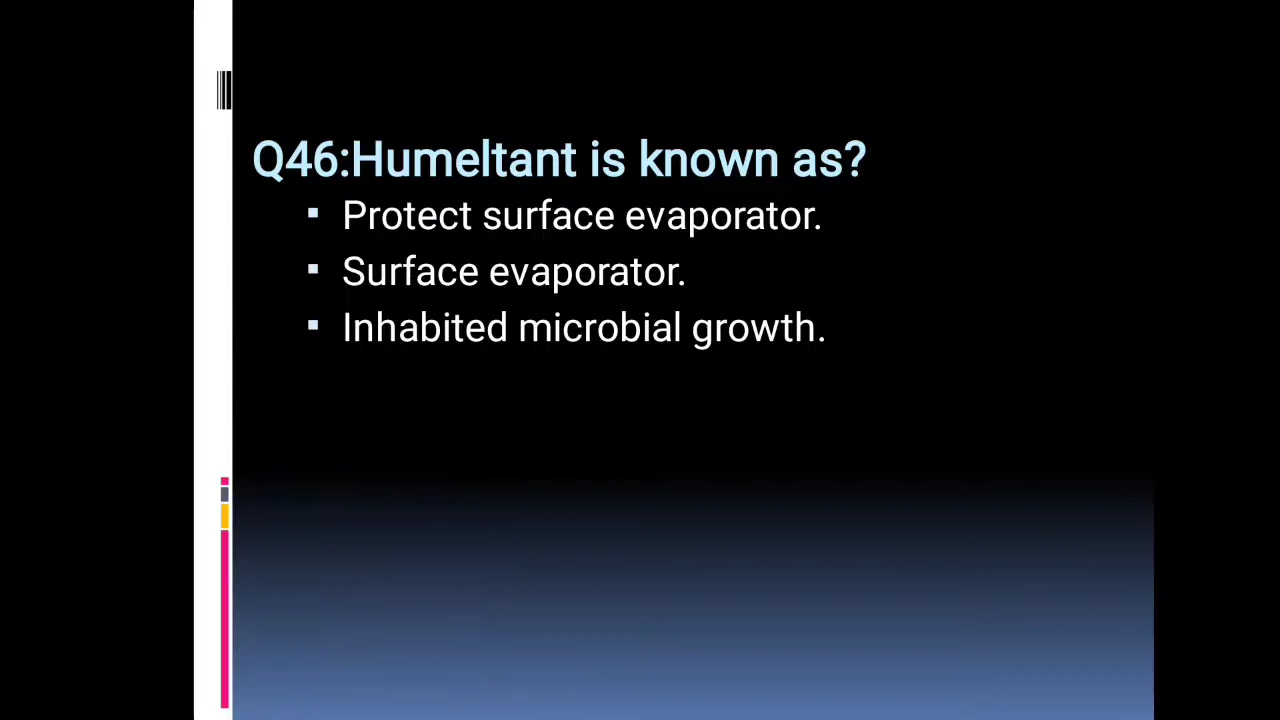 Q46:Humeltant is known as?
▪ Protect surface evaporator.
▪ Surface evaporator.
▪ Inhabited microbial growth.